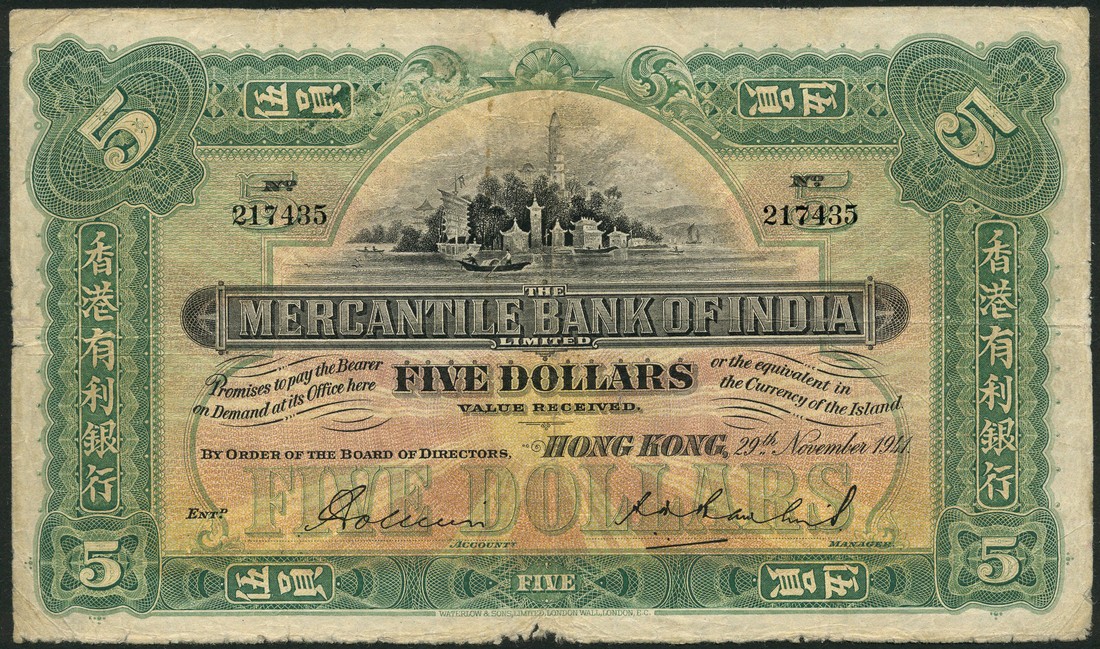 5 伍員 伍員 5
Nº 217435
Nº 217435
香港有利銀行
香港有利銀行
THE
MERCANTILE BANK OF INDIA
LIMITED
Promises to pay the Bearer
on Demand at its Office here
FIVE DOLLARS
or the equivalent in
the Currency of the Island.
VALUE RECEIVED.
BY ORDER OF THE BOARD OF DIRECTORS,
HONG KONG, 29th November 1941.
FIVE DOLLARS
ENTD
ACCOUNTT
MANAGER
5 伍員 FIVE 伍員 5
WATERLOW & SONS, LIMITED, LONDON WALL, LONDON, E.C.